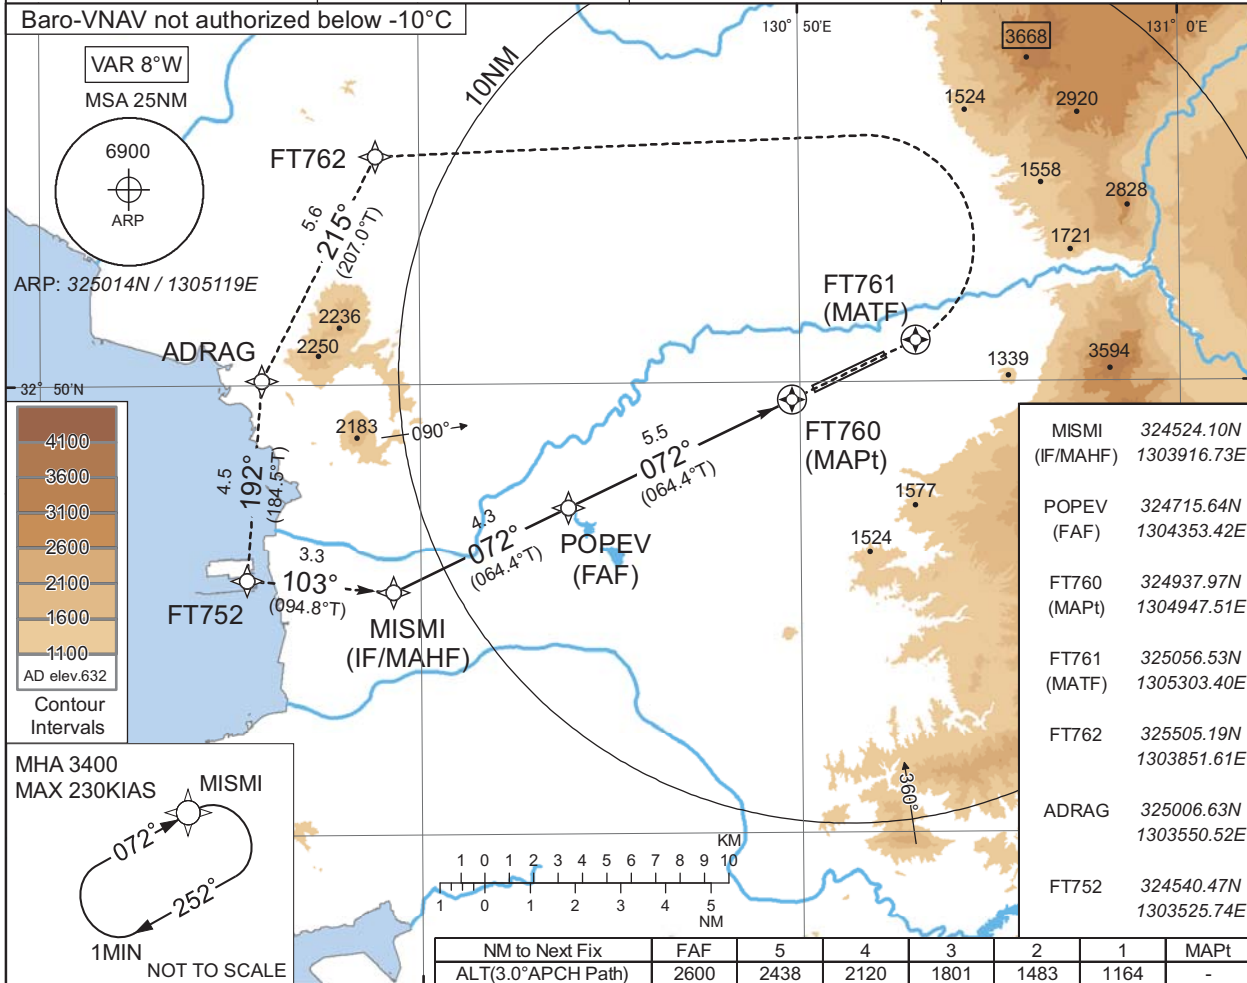 Baro-VNAV not authorized below -10°C
VAR 8°W
MSA 25NM
6900
ARP
ARP: 325014N / 1305119E
10NM
130° 50'E
131° 0'E
3668
1524
2920
1558
2828
1721
FT762
5.6
215°
(207.0°T)
2236
2250
ADRAG
32° 50'N
2183
090°
FT761
(MATF)
1339
3594
FT760
(MAPt)
5.5
072°
(064.4°T)
4.5
192°
(184.5°T)
4.3
072°
(064.4°T)
POPEV
(FAF)
1577
1524
3.3
103°
(094.8°T)
FT752
MISMI
(IF/MAHF)
360°
4100
3600
3100
2600
2100
1600
1100
AD elev.632
Contour
Intervals
MISMI 324524.10N
(IF/MAHF) 1303916.73E
POPEV 324715.64N
(FAF) 1304353.42E
FT760 324937.97N
(MAPt) 1304947.51E
FT761 325056.53N
(MATF) 1305303.40E
FT762 325505.19N
1303851.61E
ADRAG 325006.63N
1303550.52E
FT752 324540.47N
1303525.74E
MHA 3400
MAX 230KIAS
MISMI
072°
252°
1MIN
NOT TO SCALE
KM
1 0 1 2 3 4 5 6 7 8 9 10
1 0 1 2 3 4 5
NM
NM to Next Fix FAF 5 4 3 2 1 MAPt
ALT(3.0°APCH Path) 2600 2438 2120 1801 1483 1164 -